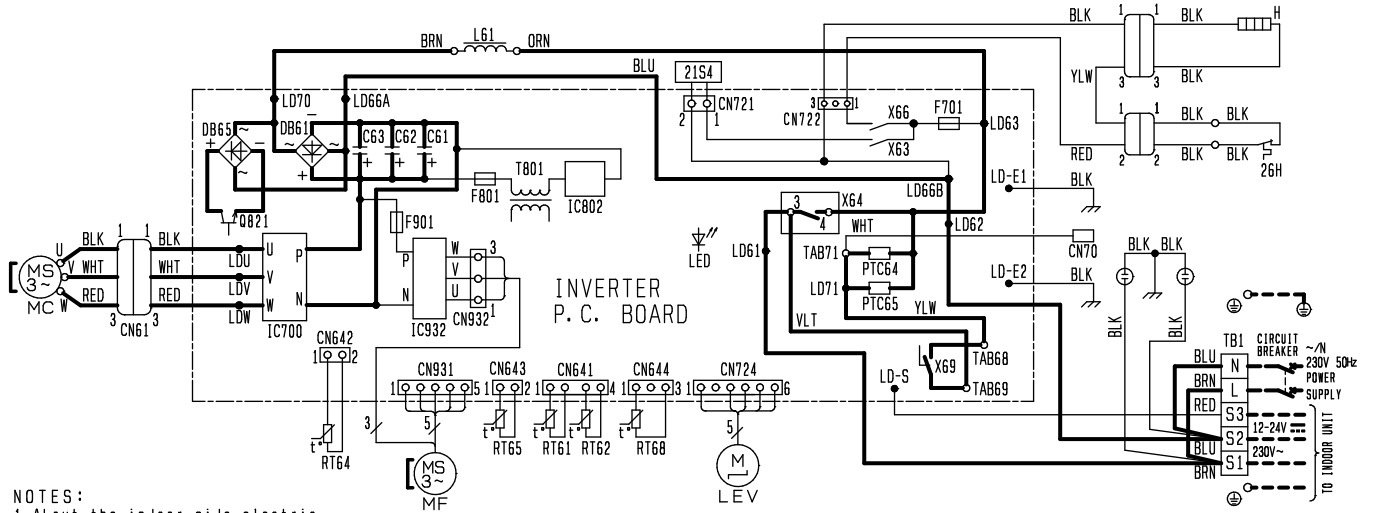 BRN L61 ORN
BLU
21S4
2 CN721 1
3 CN722 1
X66 F701
X63
LD63
BLK 1 1 BLK H
YLW 3 3 BLK
1 1 BLK BLK
RED 2 2 BLK BLK
26H
LD70 LD66A
DB65 ~ DB61 −
+ − ~ ~
~ +
C63 C62 C61
+ + +
Q821
F801 T801 IC802
F901
LD-E1 BLK
LD66B
LD62
3 X64
4
WHT
CN70
LED
LD61
TAB71 PTC64
LD71 PTC65
LD-E2 BLK
YLW
VLT
X69 TAB68
TAB69
LD-S
U BLK 1 1 BLK LDU U P
V WHT WHT LDV V
W RED 3 3 RED LDW W N
MS
3~
MC
CN61
IC700
P W 3
V
N U 1
IC932 CN932
INVERTER
P.C. BOARD
CN642
1 2
t° RT64
3
CN931
1 5
5
MS
3~
MF
CN643
1 2
t° RT65
CN641
1 4
t° RT61 t° RT62
CN644
1 3
t° RT68
CN724
1 6
5
M
LEV
BLK BLK
BLK BLK
TB1
CIRCUIT
BREAKER
~/N
230V 50Hz
POWER
SUPPLY
BLU N
BRN L
RED S3
12-24V
S2
BLU 230V~
S1
BRN
TO INDOOR UNIT
NOTES: